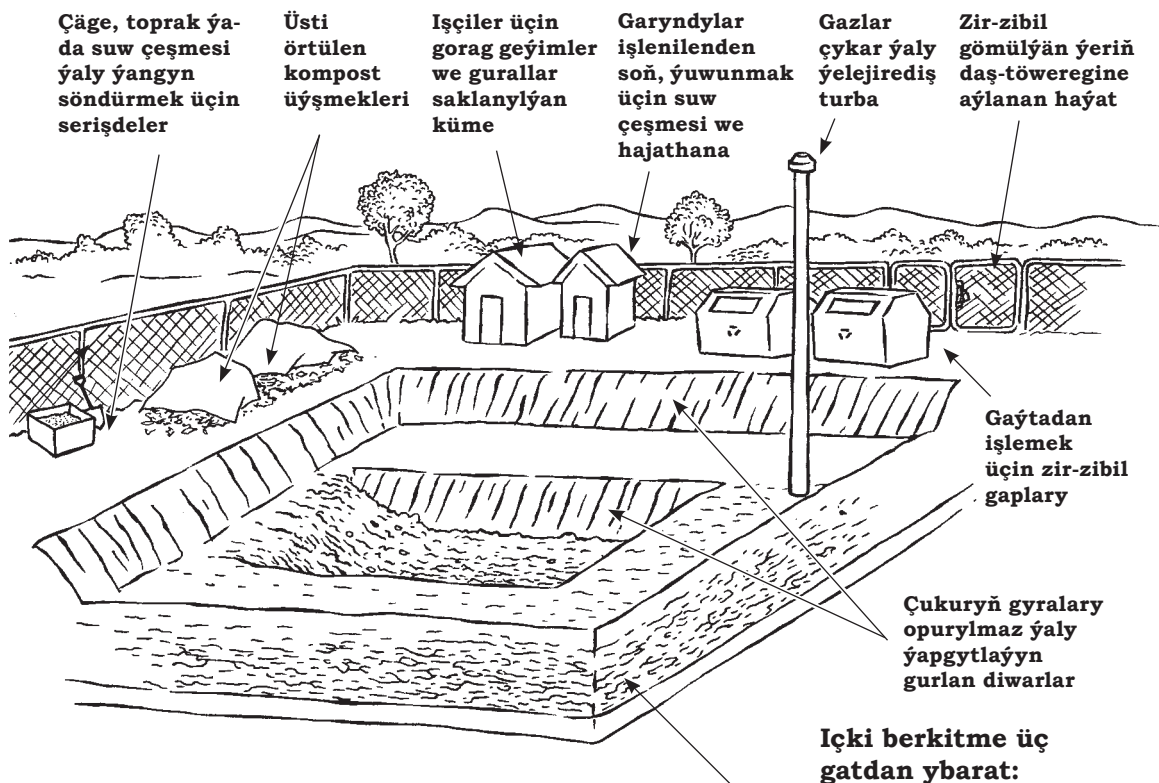 Çäge, toprak ýa-
da suw çeşmesi
ýaly ýangyn
söndürmek üçin
serişdeler
Üsti
örtülen
kompost
üýşmekleri
Işçiler üçin
gorag geýimler
we gurallar
saklanylýan
küme
Garyndylar
işlenilenden
soň, ýuwunmak
üçin suw
çeşmesi we
hajathana
Gazlar
çykar ýaly
ýelejirediş
turba
Zir-zibil
gömülýän ýeriň
daş-töweregine
aýlanan haýat
Gaýtadan
işlemek
üçin zir-zibil
gaplary
Çukuryň gyralary
opurylmaz ýaly
ýapgytlaýyn
gurlan diwarlar
Içki berkitme üç
gatdan ybarat: